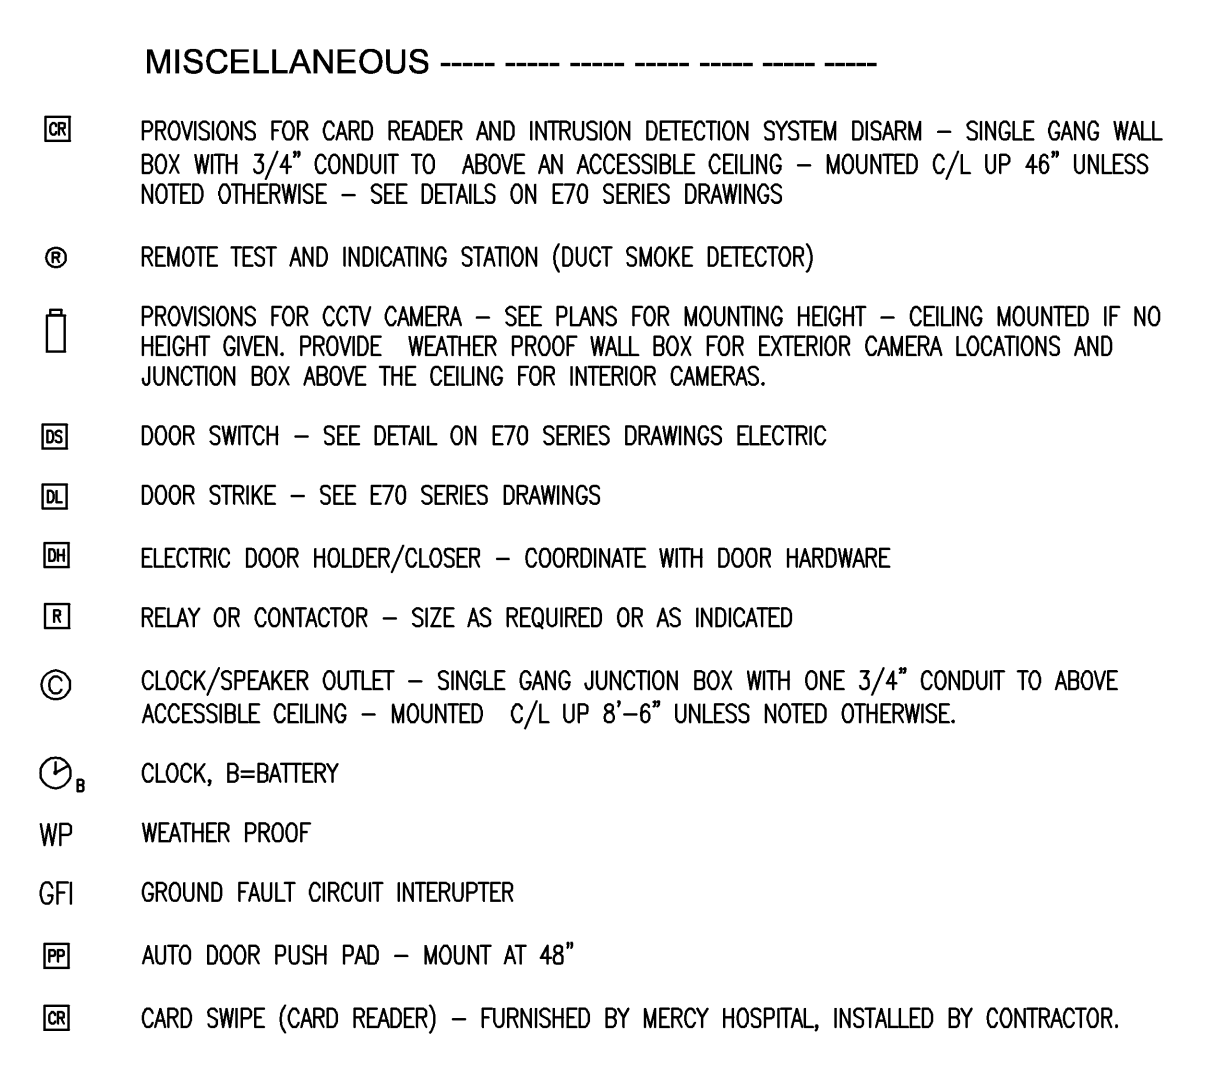 MISCELLANEOUS ----- ----- ----- ----- ----- ----- -----
CR PROVISIONS FOR CARD READER AND INTRUSION DETECTION SYSTEM DISARM – SINGLE GANG WALL
BOX WITH 3/4" CONDUIT TO ABOVE AN ACCESSIBLE CEILING – MOUNTED C/L UP 46" UNLESS
NOTED OTHERWISE – SEE DETAILS ON E70 SERIES DRAWINGS
R REMOTE TEST AND INDICATING STATION (DUCT SMOKE DETECTOR)
PROVISIONS FOR CCTV CAMERA – SEE PLANS FOR MOUNTING HEIGHT – CEILING MOUNTED IF NO
HEIGHT GIVEN. PROVIDE WEATHER PROOF WALL BOX FOR EXTERIOR CAMERA LOCATIONS AND
JUNCTION BOX ABOVE THE CEILING FOR INTERIOR CAMERAS.
DS DOOR SWITCH – SEE DETAIL ON E70 SERIES DRAWINGS ELECTRIC
DL DOOR STRIKE – SEE E70 SERIES DRAWINGS
DH ELECTRIC DOOR HOLDER/CLOSER – COORDINATE WITH DOOR HARDWARE
R RELAY OR CONTACTOR – SIZE AS REQUIRED OR AS INDICATED
C CLOCK/SPEAKER OUTLET – SINGLE GANG JUNCTION BOX WITH ONE 3/4" CONDUIT TO ABOVE
ACCESSIBLE CEILING – MOUNTED C/L UP 8'–6" UNLESS NOTED OTHERWISE.
B CLOCK, B=BATTERY
WP WEATHER PROOF
GFI GROUND FAULT CIRCUIT INTERUPTER
PP AUTO DOOR PUSH PAD – MOUNT AT 48"
CR CARD SWIPE (CARD READER) – FURNISHED BY MERCY HOSPITAL, INSTALLED BY CONTRACTOR.